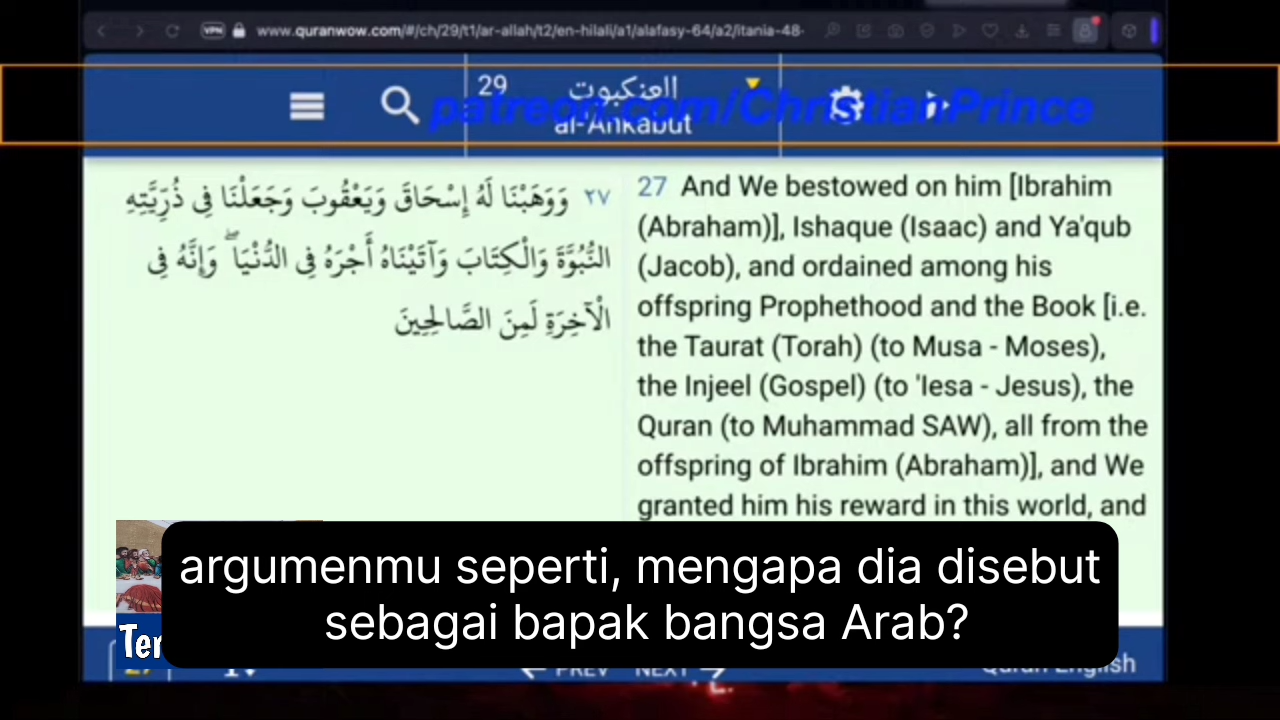 VPN www.quranwow.com/#/ch/29/t1/ar-allah/t2/en-hilali/a1/alafasy-64/a2/itania-48-
29 العنكبوت
al-Ankabut
patreon.com/ChristianPrince
٢٧ وَوَهَبْنَا لَهُ إِسْحَاقَ وَيَعْقُوبَ وَجَعَلْنَا فِي ذُرِّيَّتِهِ
النُّبُوَّةَ وَالْكِتَابَ وَآتَيْنَاهُ أَجْرَهُ فِي الدُّنْيَا ۖ وَإِنَّهُ فِي
الْآخِرَةِ لَمِنَ الصَّالِحِينَ
27 And We bestowed on him [Ibrahim
(Abraham)], Ishaque (Isaac) and Ya'qub
(Jacob), and ordained among his
offspring Prophethood and the Book [i.e.
the Taurat (Torah) (to Musa - Moses),
the Injeel (Gospel) (to 'Iesa - Jesus), the
Quran (to Muhammad SAW), all from the
offspring of Ibrahim (Abraham)], and We
granted him his reward in this world, and
argumenmu seperti, mengapa dia disebut
sebagai bapak bangsa Arab?
Ter
PREV NEXT
Quran English